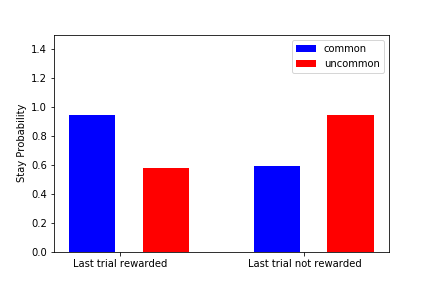 common
uncommon
Stay Probability
1.4
1.2
1.0
0.8
0.6
0.4
0.2
0.0
Last trial rewarded
Last trial not rewarded